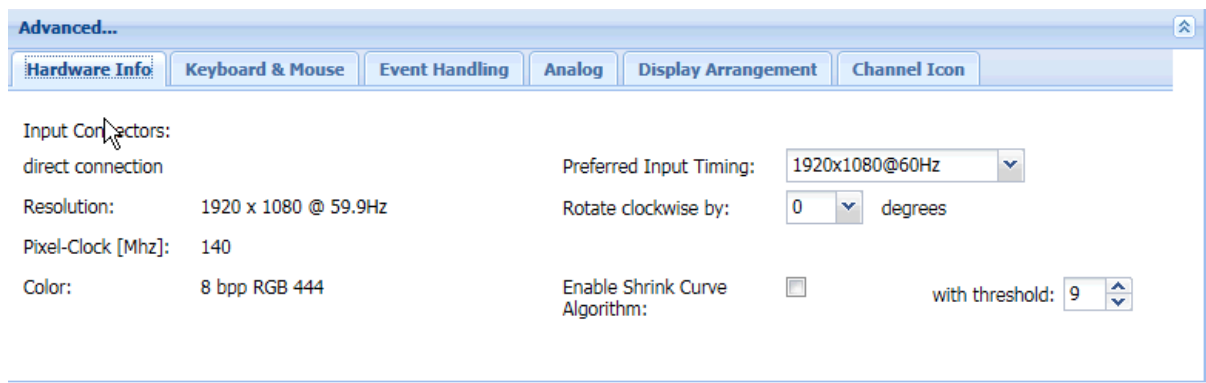 Advanced...
Hardware Info Keyboard & Mouse Event Handling Analog Display Arrangement Channel Icon
Input Connectors:
direct connection Preferred Input Timing: 1920x1080@60Hz
Resolution: 1920 x 1080 @ 59.9Hz Rotate clockwise by: 0 degrees
Pixel-Clock [Mhz]: 140
Color: 8 bpp RGB 444 Enable Shrink Curve Algorithm: with threshold: 9